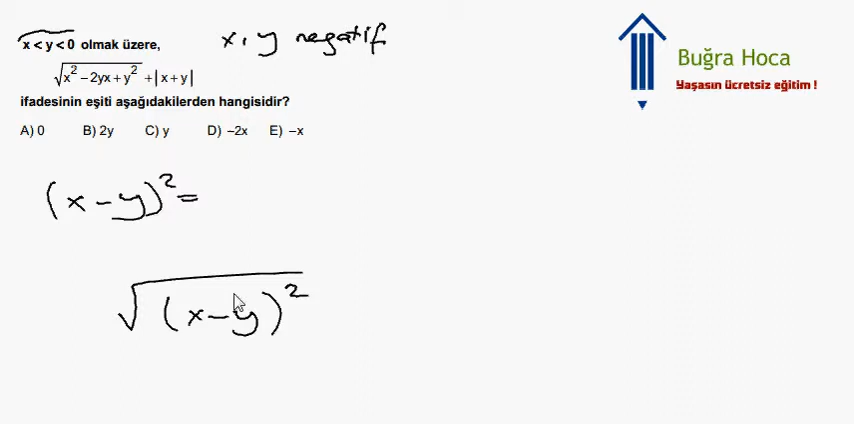 x < y < 0 olmak üzere,
x, y negatif
√x² – 2yx + y² + | x + y |
ifadesinin eşiti aşağıdakilerden hangisidir?
A) 0 B) 2y C) y D) –2x E) –x
Buğra Hoca
Yaşasın ücretsiz eğitim !
(x – y)² =
√(x–y)²